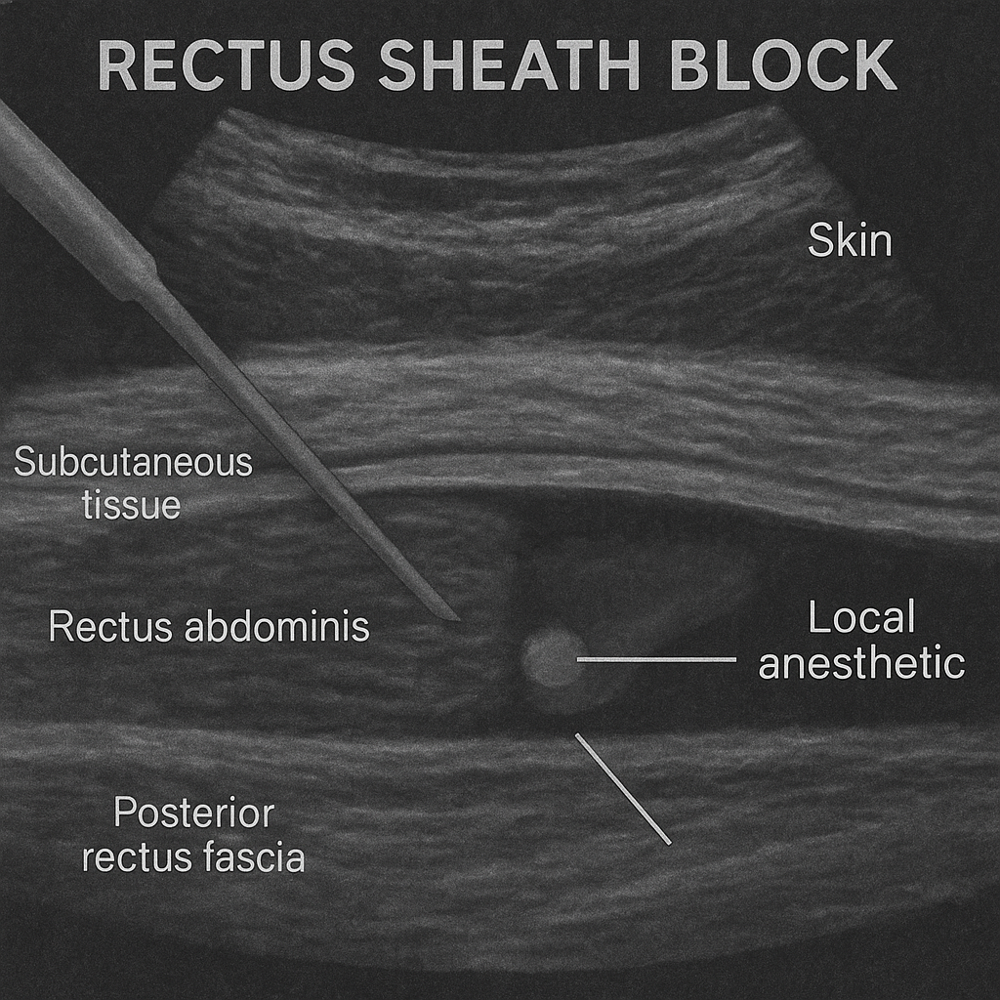 RECTUS SHEATH BLOCK
Skin
Subcutaneous
tissue
Rectus abdominis
Local
anesthetic
Posterior
rectus fascia